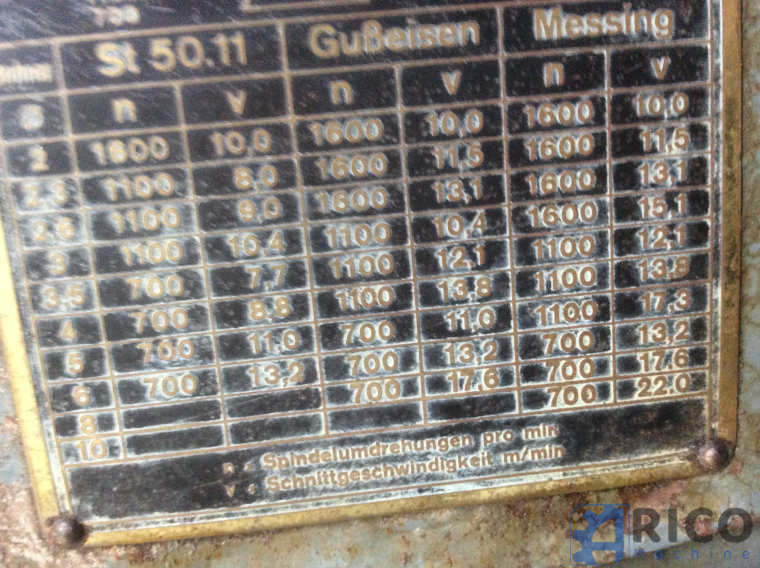 St 50.11 Gußeisen Messing
n v n v n v
2 1600 10,0 1600 10,0 1600 10,0
2,3 1100 8,0 1600 11,5 1600 11,5
2,6 1100 9,0 1600 13,1 1600 13,1
3 1100 10,4 1100 10,4 1600 15,1
3,5 700 7,7 1100 12,1 1100 12,1
4 700 8,8 1100 13,8 1100 13,8
5 700 11,0 700 11,0 1100 17,3
6 700 13,2 700 13,2 700 13,2
8 700 17,6 700 17.6
10 700 22.0
n = Spindelumdrehungen pro min
v = Schnittgeschwindigkeit m/min
RICO
machine